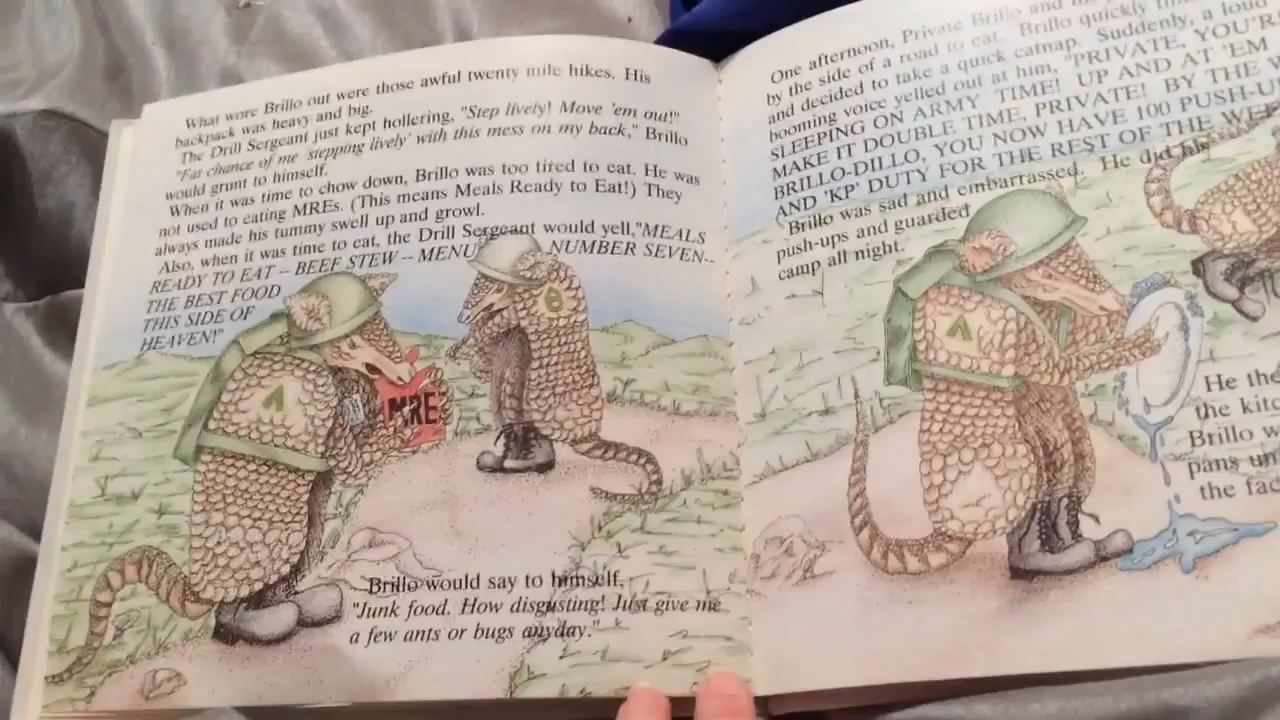 What wore Brillo out were those awful twenty mile hikes. His
backpack was heavy and big.
The Drill Sergeant just kept hollering, "Step lively! Move 'em out!"
"Fat chance of me 'stepping lively' with this mess on my back," Brillo
would grunt to himself.
When it was time to chow down, Brillo was too tired to eat. He was
not used to eating MREs. (This means Meals Ready to Eat!) They
always made his tummy swell up and growl.
Also, when it was time to eat, the Drill Sergeant would yell,"MEALS
READY TO EAT -- BEEF STEW -- MENU NUMBER SEVEN--
THE BEST FOOD
THIS SIDE OF
HEAVEN!"
MRE
Brillo would say to himself,
"Junk food. How disgusting! Just give me
a few ants or bugs anyday."
One afternoon, Private Brillo and
by the side of a road to eat. Brillo quickly
and decided to take a quick catnap. Suddenly, a loud
booming voice yelled out at him, "PRIVATE, YOU'R
SLEEPING ON ARMY TIME! UP AND AT 'EM
MAKE IT DOUBLE TIME, PRIVATE! BY THE W
BRILLO-DILLO, YOU NOW HAVE 100 PUSH-U
AND 'KP' DUTY FOR THE REST OF THE WEE
Brillo was sad and embarrassed. He did his
push-ups and guarded
camp all night.
He the
the kitc
Brillo w
pans un
the fac